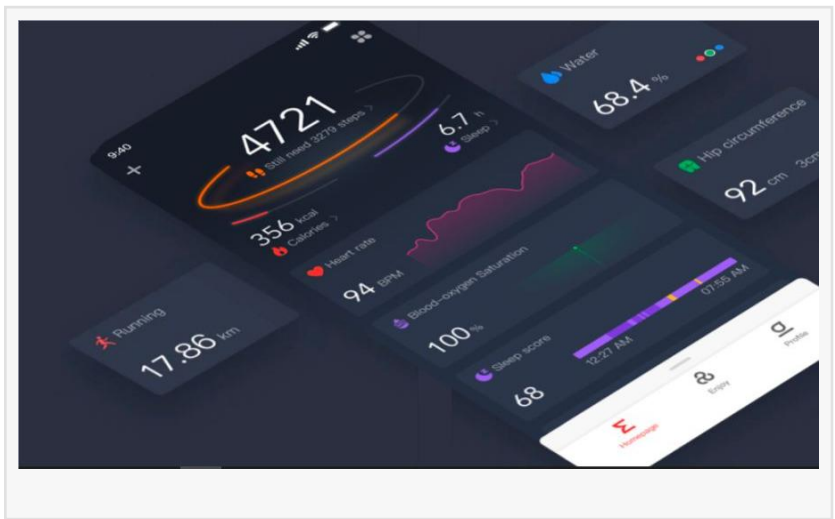 9:40
4721
Still need 3279 steps >
356 kcal
Calories >
6.7 h
Sleep >
Heart rate
94 BPM
Blood-oxygen Saturation
100 %
Sleep score
68
12:27 AM
07:55 AM
Homepage
Enjoy
Profile
Running
17.86 km
Water
68.4 %
Hip circumference
92 cm 3cm